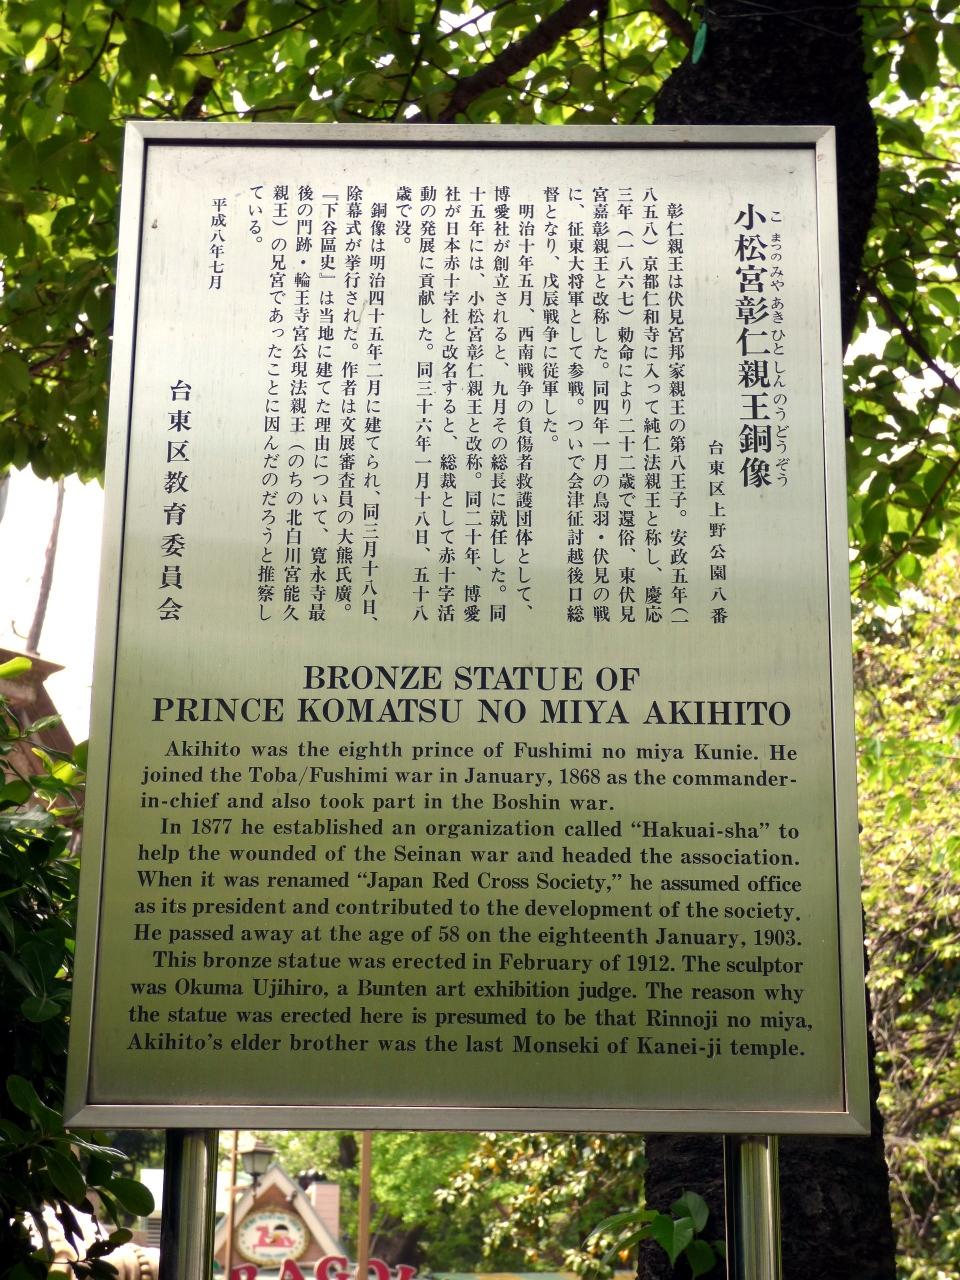 小松宮彰仁親王銅像
こ まつのみや あき ひと しん のう どう ぞう
台東区上野公園八番
彰仁親王は伏見宮邦家親王の第八王子。安政五年(一
八五八)京都仁和寺に入って純仁法親王と称し、慶応
三年(一八六七)勅命により二十二歳で還俗、東伏見
宮嘉彰親王と改称した。同四年一月の鳥羽・伏見の戦
に、征東大将軍として参戦。ついで会津征討越後口総
督となり、戊辰戦争に従軍した。
明治十年五月、西南戦争の負傷者救護団体として、
博愛社が創立されると、九月その総長に就任した。同
十五年には、小松宮彰仁親王と改称。同二十年、博愛
社が日本赤十字社と改名すると、総裁として赤十字活
動の発展に貢献した。同三十六年一月十八日、五十八
歳で没。
銅像は明治四十五年二月に建てられ、同三月十八日、
除幕式が挙行された。作者は文展審査員の大熊氏廣。
『下谷區史』は当地に建てた理由について、寛永寺最
後の門跡・輪王寺宮公現法親王(のちの北白川宮能久
親王)の兄宮であったことに因んだのだろうと推察し
ている。
平成八年七月
台東区教育委員会
BRONZE STATUE OF
PRINCE KOMATSU NO MIYA AKIHITO
Akihito was the eighth prince of Fushimi no miya Kunie. He
joined the Toba/Fushimi war in January, 1868 as the commander-
in-chief and also took part in the Boshin war.
In 1877 he established an organization called “Hakuai-sha” to
help the wounded of the Seinan war and headed the association.
When it was renamed “Japan Red Cross Society,” he assumed office
as its president and contributed to the development of the society.
He passed away at the age of 58 on the eighteenth January, 1903.
This bronze statue was erected in February of 1912. The sculptor
was Okuma Ujihiro, a Bunten art exhibition judge. The reason why
the statue was erected here is presumed to be that Rinnoji no miya,
Akihito’s elder brother was the last Monseki of Kanei-ji temple.